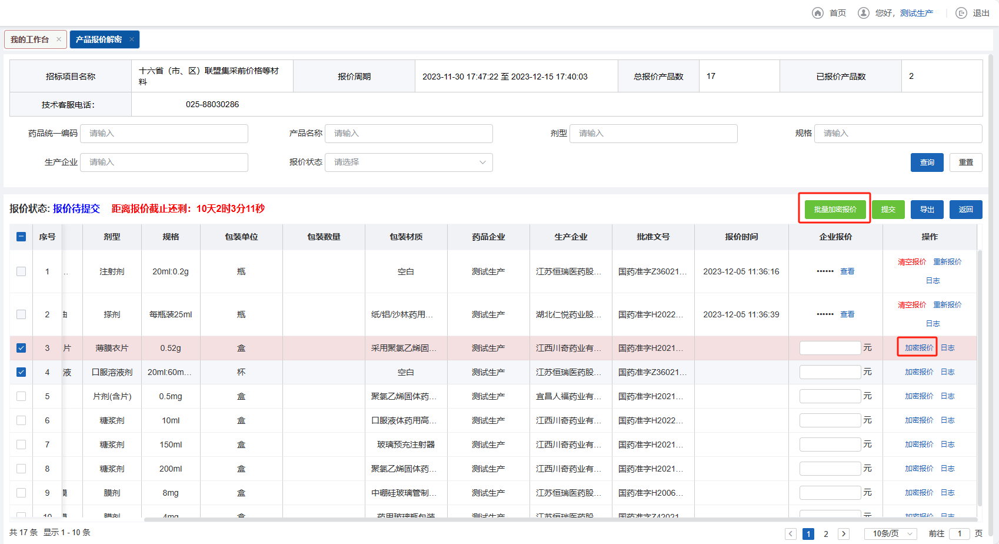 首页 您好，测试生产 退出
我的工作台 × 产品报价解密 ×
招标项目名称 十六省（市、区）联盟集采前价格等材料 报价周期 2023-11-30 17:47:22 至 2023-12-15 17:40:03 总报价产品数 17 已报价产品数 2
技术客服电话： 025-88030286
药品统一编码 请输入 产品名称 请输入 剂型 请输入 规格 请输入
生产企业 请输入 报价状态 请选择 查询 重置
报价状态: 报价待提交 距离报价截止还剩：10天2时3分11秒 批量加密报价 提交 导出 返回
序号 剂型 规格 包装单位 包装数量 包装材质 药品企业 生产企业 批准文号 报价时间 企业报价 操作
1 .. 注射剂 20ml:0.2g 瓶 空白 测试生产 江苏恒瑞医药股... 国药准字Z36021... 2023-12-05 11:36:16 •••••• 查看 清空报价 重新报价
日志
2 搽剂 每瓶装25ml 瓶 纸/铝/沙林药用... 测试生产 湖北仁悦药业股... 国药准字H2022... 2023-12-05 11:36:39 •••••• 查看 清空报价 重新报价
日志
3 片 薄膜衣片 0.52g 盒 采用聚氯乙烯固... 测试生产 江西川奇药业有... 国药准字H2021... 元 加密报价 日志
4 液 口服溶液剂 20ml:60m... 杯 空白 测试生产 江苏恒瑞医药股... 国药准字Z36021... 元 加密报价 日志
5 片剂(含片) 0.5mg 盒 聚氯乙烯固体药... 测试生产 宜昌人福药业有... 国药准字H2021... 元 加密报价 日志
6 糖浆剂 10ml 盒 口服液体药用高... 测试生产 江西川奇药业有... 国药准字H2022... 元 加密报价 日志
7 糖浆剂 150ml 盒 玻璃预充注射器 测试生产 江西川奇药业有... 国药准字H2021... 元 加密报价 日志
8 糖浆剂 200ml 盒 聚氯乙烯固体药... 测试生产 江西川奇药业有... 国药准字H2021... 元 加密报价 日志
9 膜剂 8mg 盒 中硼硅玻璃管制... 测试生产 江苏恒瑞医药股... 国药准字H2006... 元 加密报价 日志
10 膜剂 4mg 盒 药用玻璃瓶包装 测试生产 江苏恒瑞医药股... 国药准字Z42021... 元 加密报价 日志
共 17 条 显示 1 - 10 条 < 1 2 > 10条/页 前往 1 页